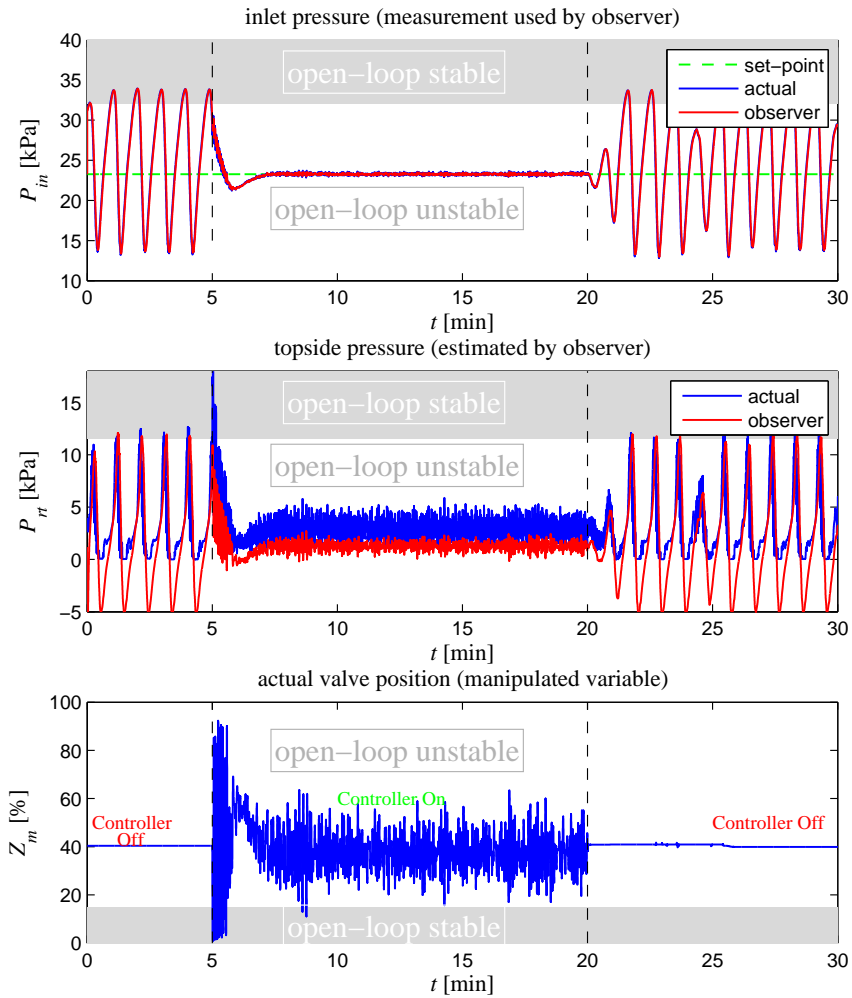 inlet pressure (measurement used by observer)
40
35
30
25
20
15
10
P_in [kPa]
open−loop stable
set−point
actual
observer
open−loop unstable
0 5 10 15 20 25 30
t [min]
topside pressure (estimated by observer)
15
10
5
0
−5
P_rt [kPa]
open−loop stable
actual
observer
open−loop unstable
0 5 10 15 20 25 30
t [min]
actual valve position (manipulated variable)
100
80
60
40
20
0
Z_m [%]
open−loop unstable
Controller On
Controller
Off
Controller Off
open−loop stable
0 5 10 15 20 25 30
t [min]